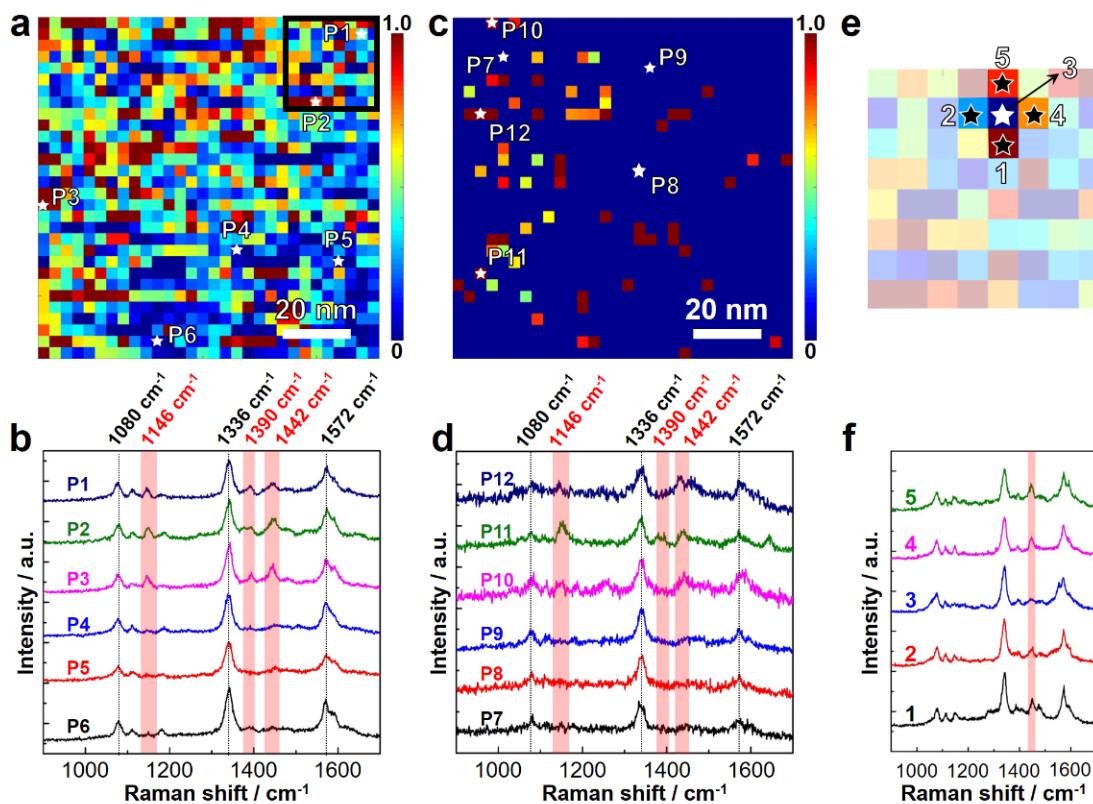 a
1.0
P1
P2
P3
P4
P5
P6
20 nm
0
c
1.0
P10
P7
P9
P12
P8
P11
20 nm
0
e
5
3
2
4
1
b
1080 cm⁻¹
1146 cm⁻¹
1336 cm⁻¹
1390 cm⁻¹
1442 cm⁻¹
1572 cm⁻¹
P1
P2
P3
P4
P5
P6
Intensity / a.u.
1000 1200 1400 1600
Raman shift / cm⁻¹
d
1080 cm⁻¹
1146 cm⁻¹
1336 cm⁻¹
1390 cm⁻¹
1442 cm⁻¹
1572 cm⁻¹
P12
P11
P10
P9
P8
P7
Intensity / a.u.
1000 1200 1400 1600
Raman shift / cm⁻¹
f
5
4
3
2
1
Intensity / a.u.
1000 1200 1400 1600
Raman shift / cm⁻¹